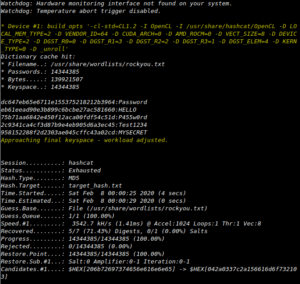 Watchdog: Hardware monitoring interface not found on your system.
Watchdog: Temperature abort trigger disabled.
* Device #1: build_opts '-cl-std=CL1.2 -I OpenCL -I /usr/share/hashcat/OpenCL -D LO
CAL_MEM_TYPE=2 -D VENDOR_ID=64 -D CUDA_ARCH=0 -D AMD_ROCM=0 -D VECT_SIZE=8 -D DEVIC
E_TYPE=2 -D DGST_R0=0 -D DGST_R1=3 -D DGST_R2=2 -D DGST_R3=1 -D DGST_ELEM=4 -D KERN
_TYPE=0 -D _unroll'
Dictionary cache hit:
* Filename..: /usr/share/wordlists/rockyou.txt
* Passwords.: 14344385
* Bytes.....: 139921507
* Keyspace..: 14344385
dc647eb65e6711e155375218212b3964:Password
eb61eead90e3b899c6bcbe27ac581660:HELLO
75b71aa6842e450f12aca00fdf54c51d:P455w0rd
2c9341ca4cf3d87b9e4eb905d6a3ec45:Test1234
958152288f2d2303ae045cffc43a02cd:MYSECRET
Approaching final keyspace - workload adjusted.
Session..........: hashcat
Status...........: Exhausted
Hash.Type........: MD5
Hash.Target......: target_hash.txt
Time.Started.....: Sat Feb 8 00:00:25 2020 (4 secs)
Time.Estimated...: Sat Feb 8 00:00:29 2020 (0 secs)
Guess.Base.......: File (/usr/share/wordlists/rockyou.txt)
Guess.Queue......: 1/1 (100.00%)
Speed.#1.........: 3542.7 kH/s (1.41ms) @ Accel:1024 Loops:1 Thr:1 Vec:8
Recovered........: 5/7 (71.43%) Digests, 0/1 (0.00%) Salts
Progress.........: 14344385/14344385 (100.00%)
Rejected.........: 0/14344385 (0.00%)
Restore.Point....: 14344385/14344385 (100.00%)
Restore.Sub.#1...: Salt:0 Amplifier:0-1 Iteration:0-1
Candidates.#1....: $HEX[206b72697374656e616e6e65] -> $HEX[042a0337c2a156616d6f732103]